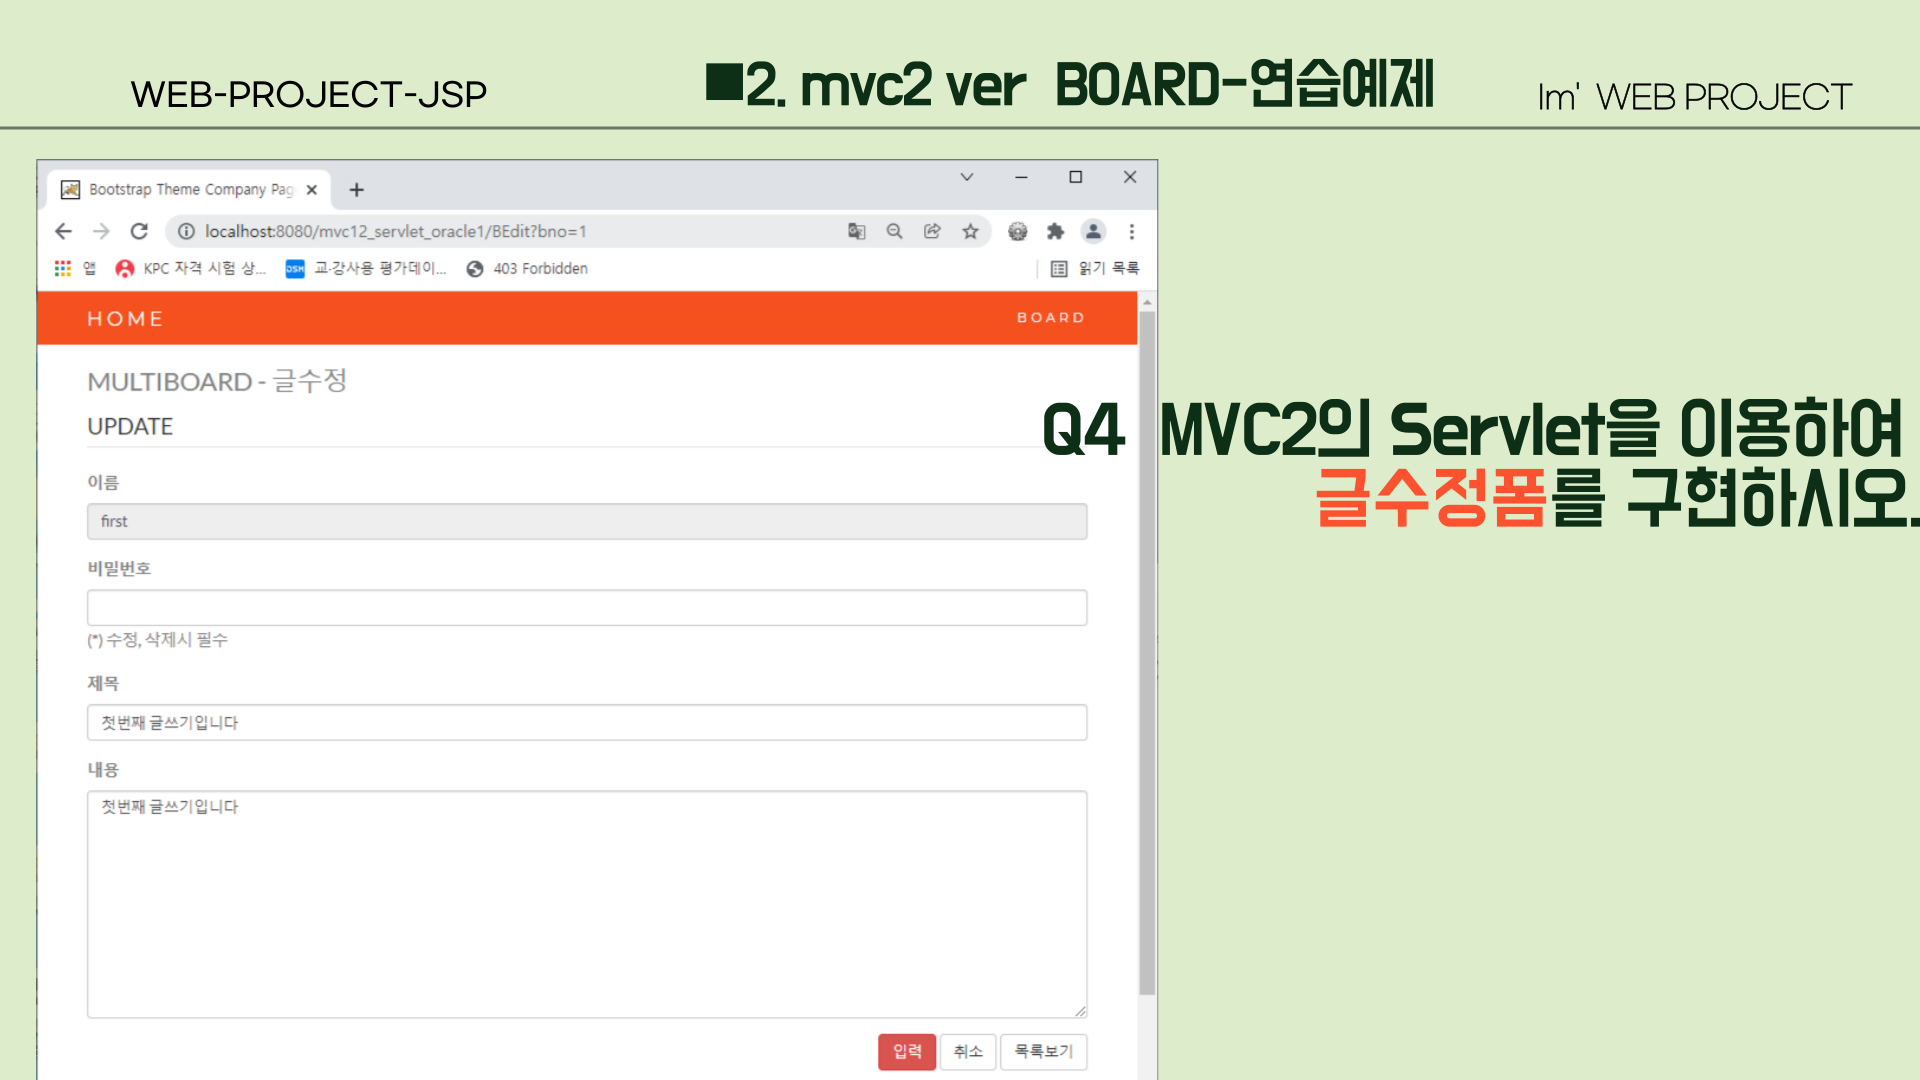 WEB-PROJECT-JSP
■2. mvc2 ver BOARD-연습예제
Im' WEB PROJECT
Bootstrap Theme Company Pag
localhost:8080/mvc12_servlet_oracle1/BEdit?bno=1
앱
KPC 자격 시험 상...
DSM
교·강사용 평가데이...
403 Forbidden
읽기 목록
HOME
BOARD
MULTIBOARD - 글수정
UPDATE
이름
first
비밀번호
(*) 수정, 삭제시 필수
제목
첫번째 글쓰기입니다
내용
첫번째 글쓰기입니다
입력
취소
목록보기
Q4 MVC2의 Servlet을 이용하여
글수정폼를 구현하시오.